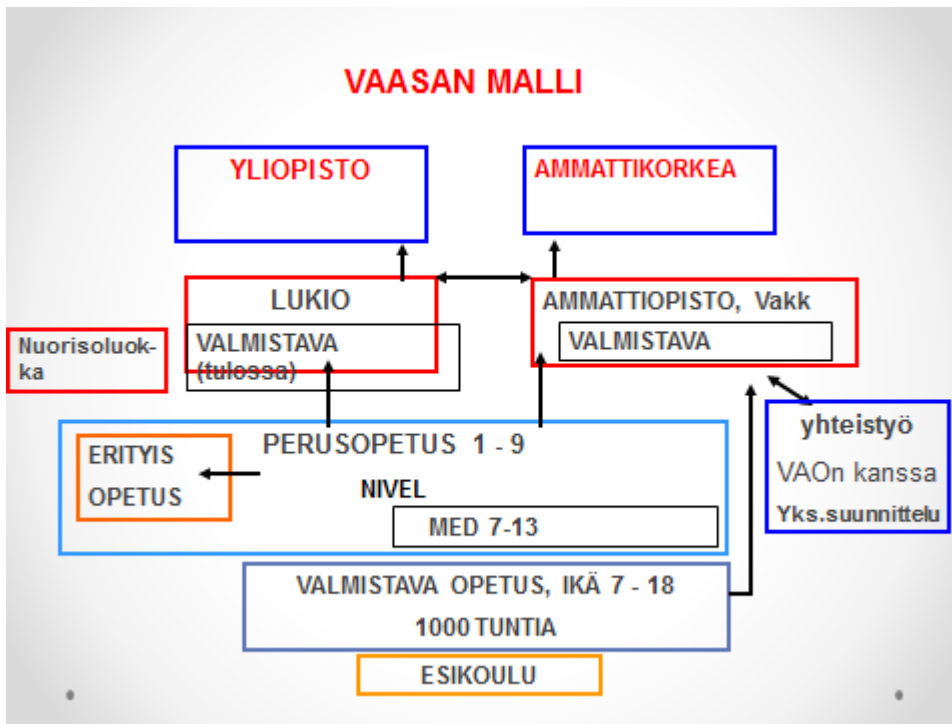 VAASAN MALLI
YLIOPISTO
AMMATTIKORKEA
LUKIO
VALMISTAVA
(tulossa)
AMMATTIOPISTO, Vakk
VALMISTAVA
Nuorisoluok-
ka
yhteistyö
VAOn kanssa
Yks.suunnittelu
PERUSOPETUS 1 - 9
ERITYIS
OPETUS
NIVEL
MED 7-13
VALMISTAVA OPETUS, IKÄ 7 - 18
1000 TUNTIA
ESIKOULU